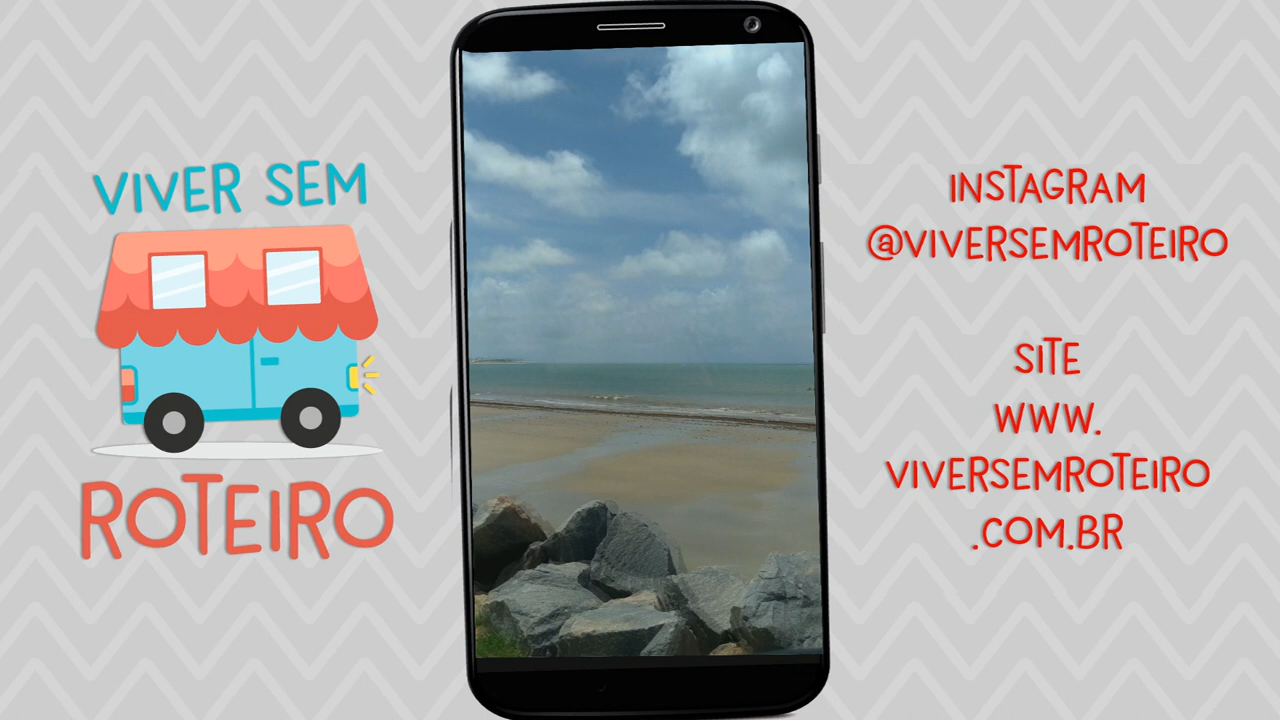 VIVER SEM
ROTEIRO
INSTAGRAM
@VIVERSEMROTEIRO
SITE
WWW.
VIVERSEMROTEIRO
.COM.BR